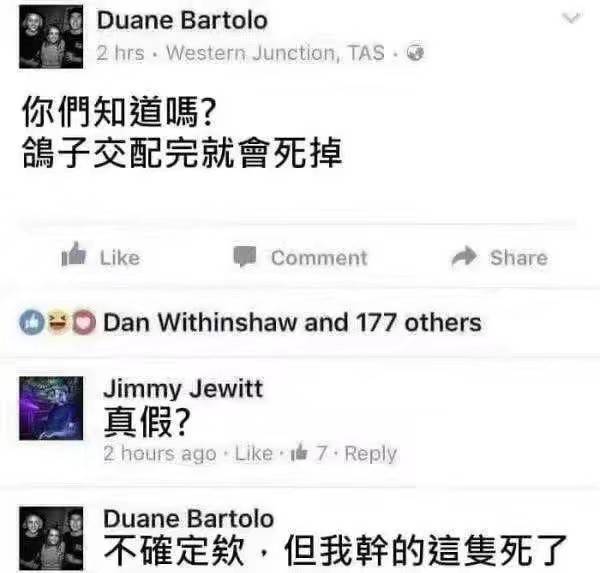 Duane Bartolo
2 hrs · Western Junction, TAS ·
你們知道嗎?
鴿子交配完就會死掉
Like Comment Share
Dan Withinshaw and 177 others
Jimmy Jewitt
真假?
2 hours ago · Like · 7 · Reply
Duane Bartolo
不確定欸，但我幹的這隻死了